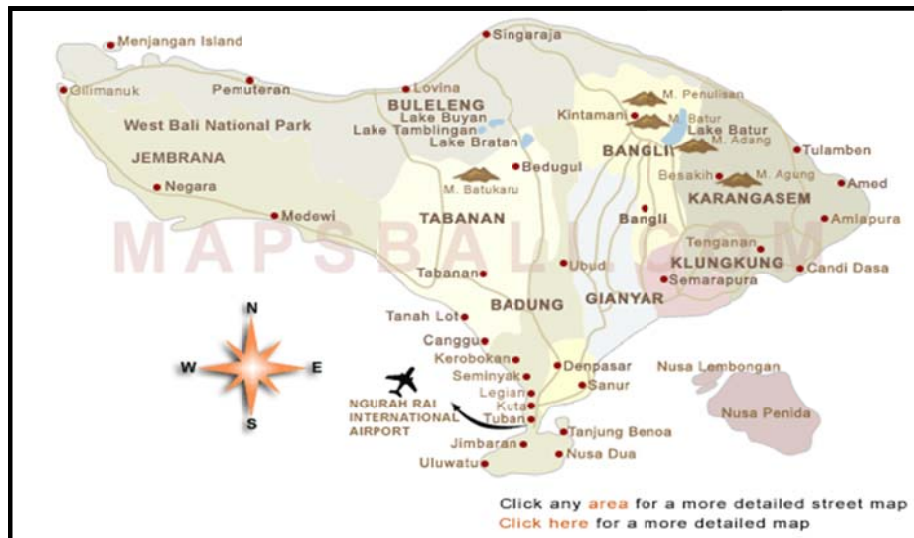 Menjangan Island
Singaraja
Gilimanuk
Pemuteran
Lovina
BULELENG
M. Penulisan
Kintamani
M. Batur
West Bali National Park
Lake Buyan
Lake Tamblingan
Lake Bratan
Lake Batur
M. Adang
BANGLI
Tulamben
JEMBRANA
Bedugul
Besakih
M. Agung
Amed
Negara
M. Batukaru
KARANGASEM
Medewi
TABANAN
Bangli
Amlapura
MAPSBALI.COM
Tenganan
KLUNGKUNG
Candi Dasa
Tabanan
Ubud
Semarapura
BADUNG
GIANYAR
N
Tanah Lot
Canggu
Kerobokan
W
E
Denpasar
Nusa Lembongan
Seminyak
Sanur
Legian
NGURAH RAI
INTERNATIONAL
AIRPORT
Kuta
Tuban
Nusa Penida
S
Tanjung Benoa
Jimbaran
Nusa Dua
Uluwatu
Click any area for a more detailed street map
Click here for a more detailed map